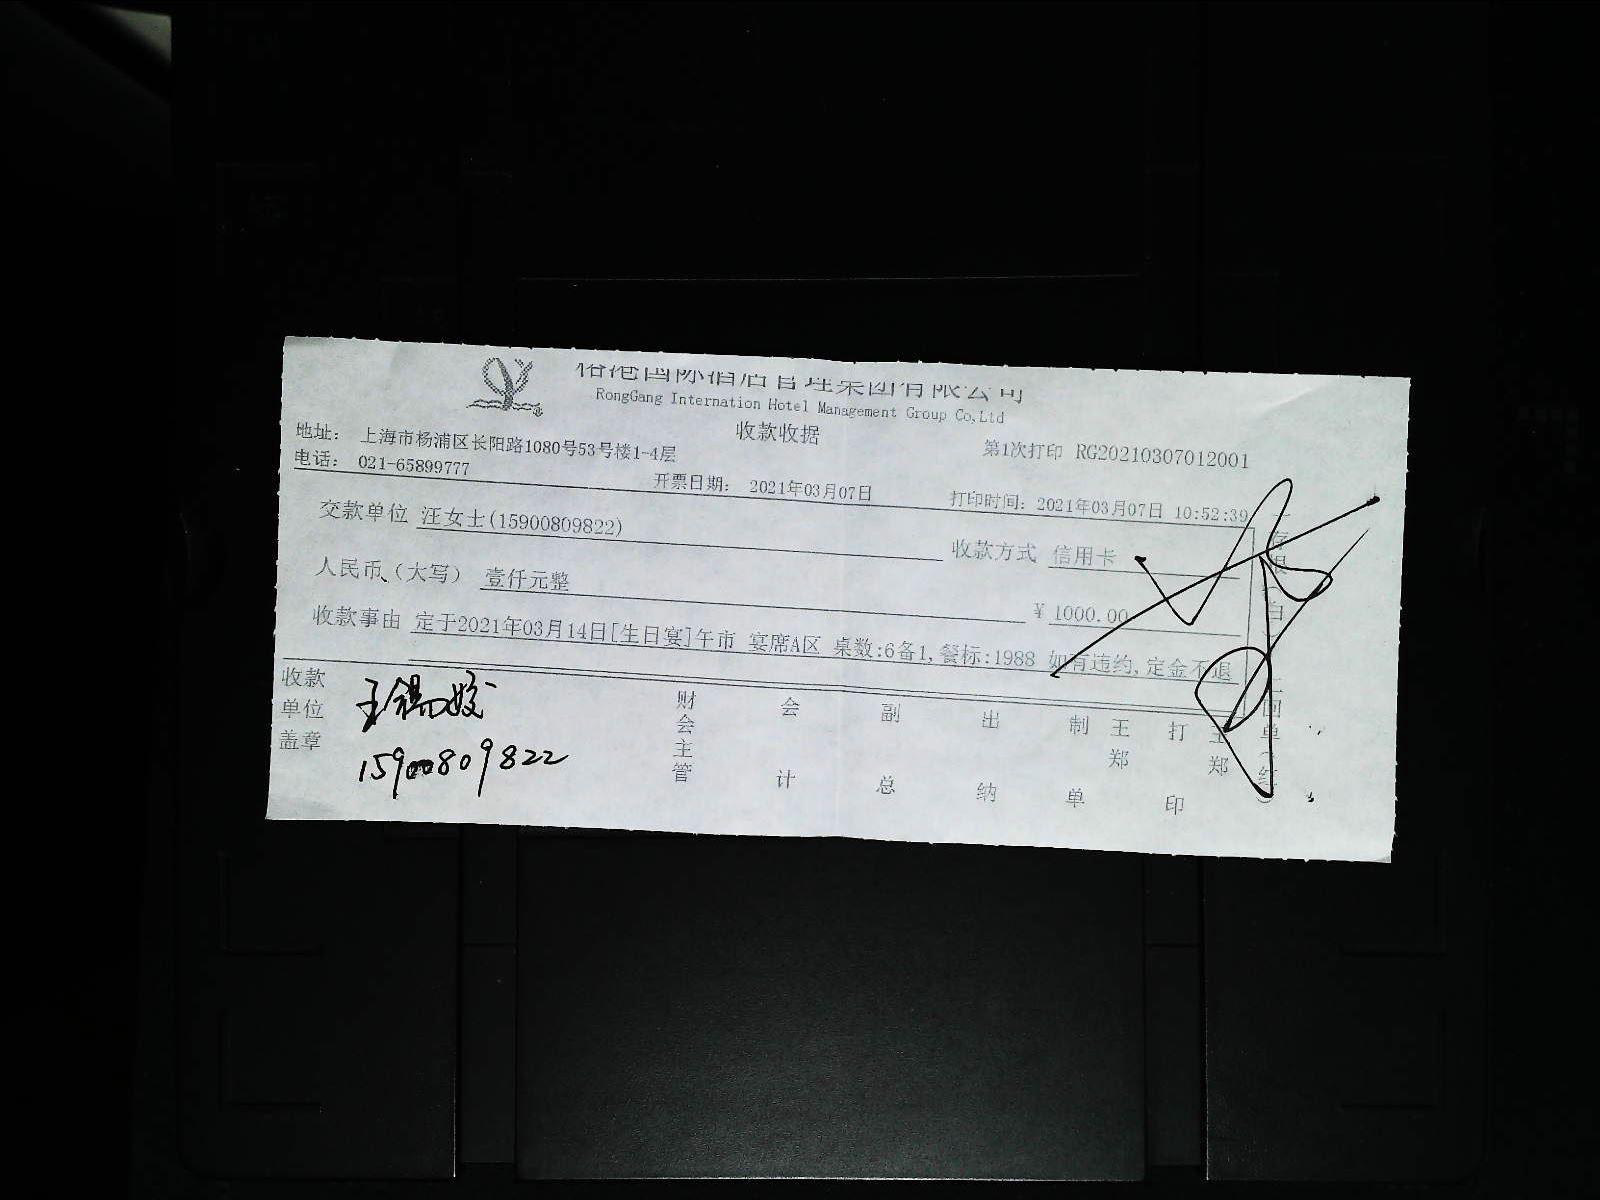 榕港国际酒店管理集团有限公司
RongGang Internation Hotel Management Group Co,Ltd
收款收据
地址: 上海市杨浦区长阳路1080号53号楼1-4层
第1次打印 RG20210307012001
电话: 021-65899777
开票日期: 2021年03月07日
打印时间: 2021年03月07日 10:52:39
交款单位 汪女士(15900809822)
收款方式 信用卡
人民币、(大写) 壹仟元整
¥ 1000.00
收款事由 定于2021年03月14日[生日宴]午市 宴席A区 桌数:6备1,餐标:1988 如有违约,定金不退
收款单位盖章
15900809822
财会主管
会计
副总
出纳
制单
王郑
打印
王郑
存根(白) 二回单(红)